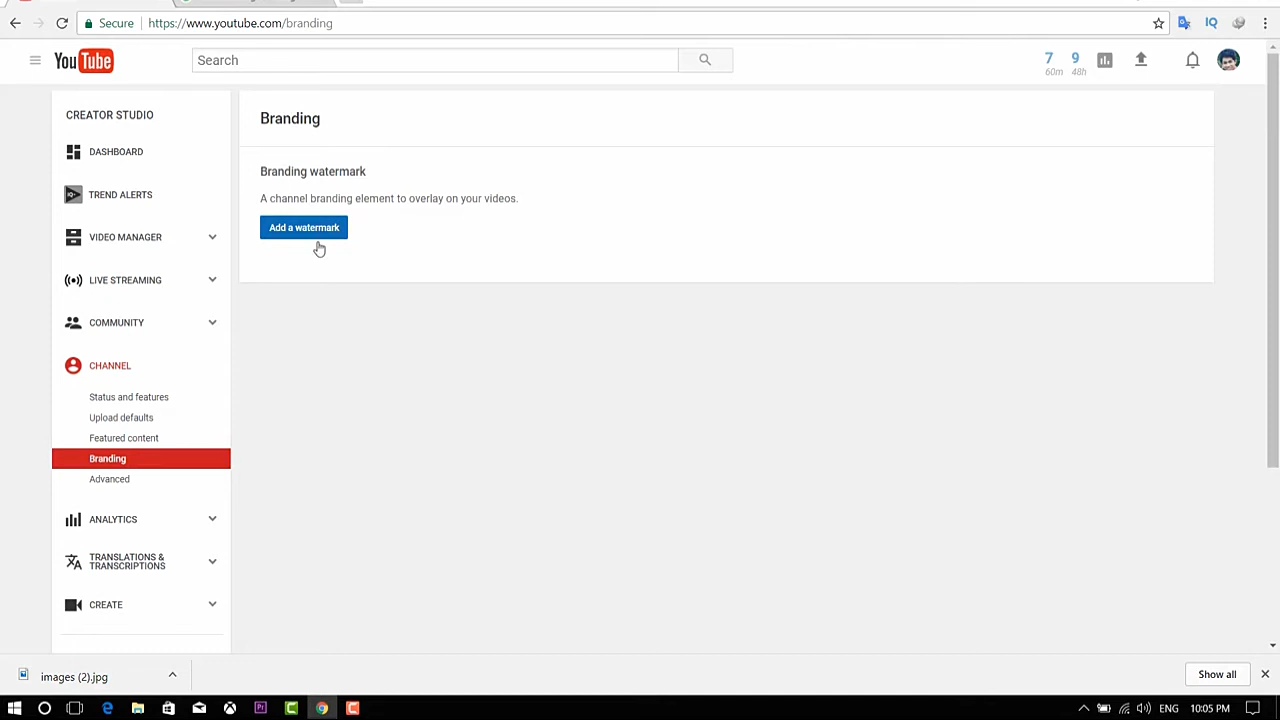 Secure https://www.youtube.com/branding
IQ
YouTube
Search
7
60m
9
48h
CREATOR STUDIO
DASHBOARD
IQ+
TREND ALERTS
VIDEO MANAGER
LIVE STREAMING
COMMUNITY
CHANNEL
Status and features
Upload defaults
Featured content
Branding
Advanced
ANALYTICS
TRANSLATIONS &
TRANSCRIPTIONS
CREATE
Branding
Branding watermark
A channel branding element to overlay on your videos.
Add a watermark
images (2).jpg
Show all
Pr
ENG
10:05 PM